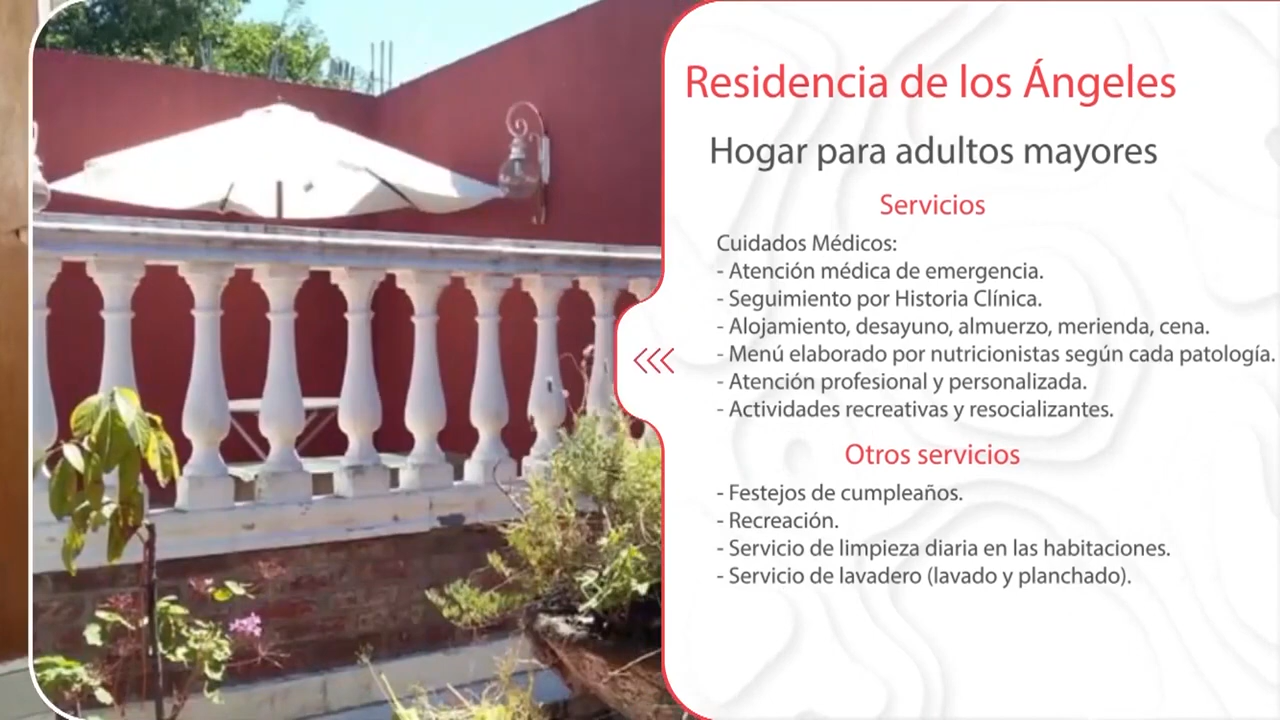 Residencia de los Ángeles
Hogar para adultos mayores
Servicios
Cuidados Médicos:
- Atención médica de emergencia.
- Seguimiento por Historia Clínica.
- Alojamiento, desayuno, almuerzo, merienda, cena.
- Menú elaborado por nutricionistas según cada patología.
- Atención profesional y personalizada.
- Actividades recreativas y resocializantes.
Otros servicios
- Festejos de cumpleaños.
- Recreación.
- Servicio de limpieza diaria en las habitaciones.
- Servicio de lavadero (lavado y planchado).